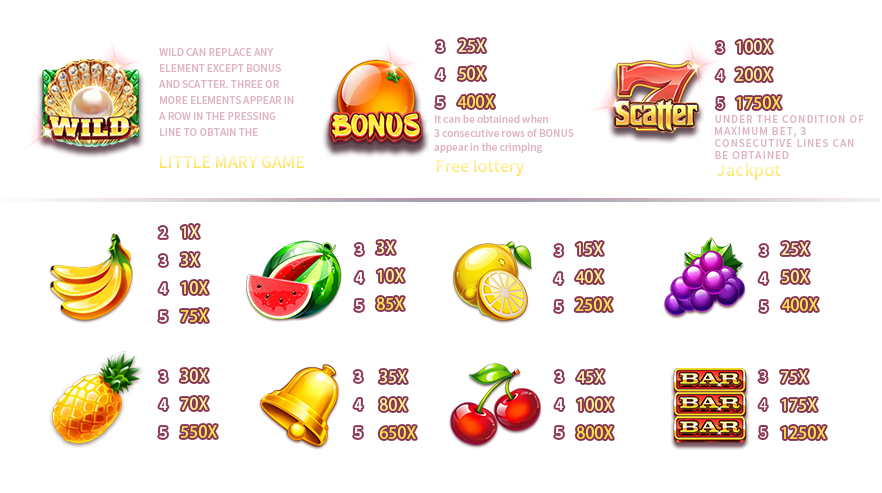 WILD
WILD CAN REPLACE ANY
ELEMENT EXCEPT BONUS
AND SCATTER. THREE OR
MORE ELEMENTS APPEAR IN
A ROW IN THE PRESSING
LINE TO OBTAIN THE
LITTLE MARY GAME
BONUS
3 25X
4 50X
5 400X
It can be obtained when
3 consecutive rows of BONUS
appear in the crimping
Free lottery
7
Scatter
3 100X
4 200X
5 1750X
UNDER THE CONDITION OF
MAXIMUM BET, 3
CONSECUTIVE LINES CAN
BE OBTAINED
Jackpot
2 1X
3 3X
4 10X
5 75X
3 3X
4 10X
5 85X
3 15X
4 40X
5 250X
3 25X
4 50X
5 400X
3 30X
4 70X
5 550X
3 35X
4 80X
5 650X
3 45X
4 100X
5 800X
BAR
BAR
BAR
3 75X
4 175X
5 1250X